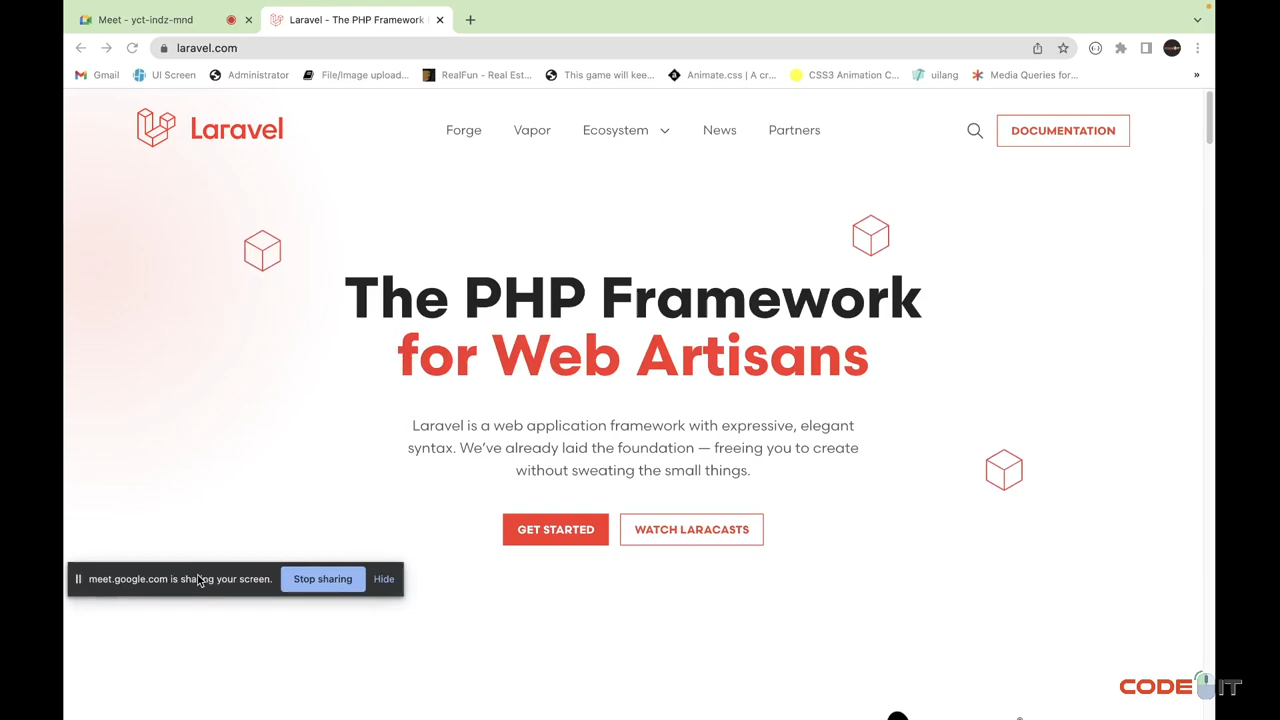 Meet - yct-indz-mnd
Laravel - The PHP Framework
laravel.com
Gmail
UI Screen
Administrator
File/Image upload...
RealFun - Real Est...
This game will kee...
Animate.css | A cr...
CSS3 Animation C...
uilang
Media Queries for...
»
Laravel
Forge
Vapor
Ecosystem
News
Partners
DOCUMENTATION
The PHP Framework
for Web Artisans
Laravel is a web application framework with expressive, elegant
syntax. We've already laid the foundation — freeing you to create
without sweating the small things.
GET STARTED
WATCH LARACASTS
meet.google.com is sharing your screen.
Stop sharing
Hide
CODE IT